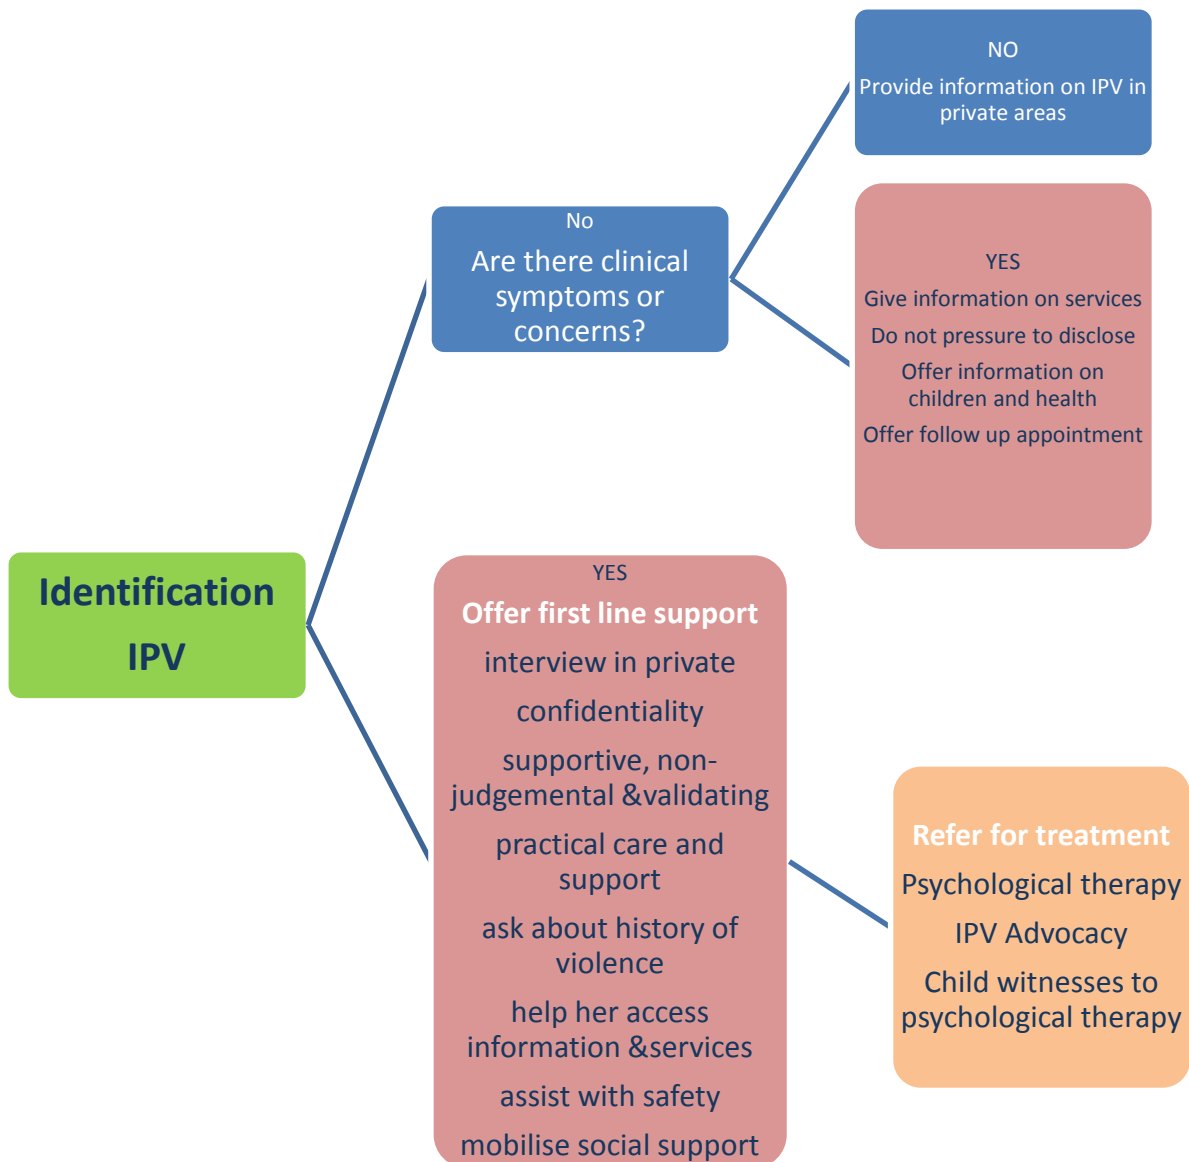 NO
Provide information on IPV in
private areas
No
Are there clinical
symptoms or
concerns?
YES
Give information on services
Do not pressure to disclose
Offer information on
children and health
Offer follow up appointment
Identification
IPV
YES
Offer first line support
interview in private
confidentiality
supportive, non-
judgemental &validating
practical care and
support
ask about history of
violence
help her access
information &services
assist with safety
mobilise social support
Refer for treatment
Psychological therapy
IPV Advocacy
Child witnesses to
psychological therapy